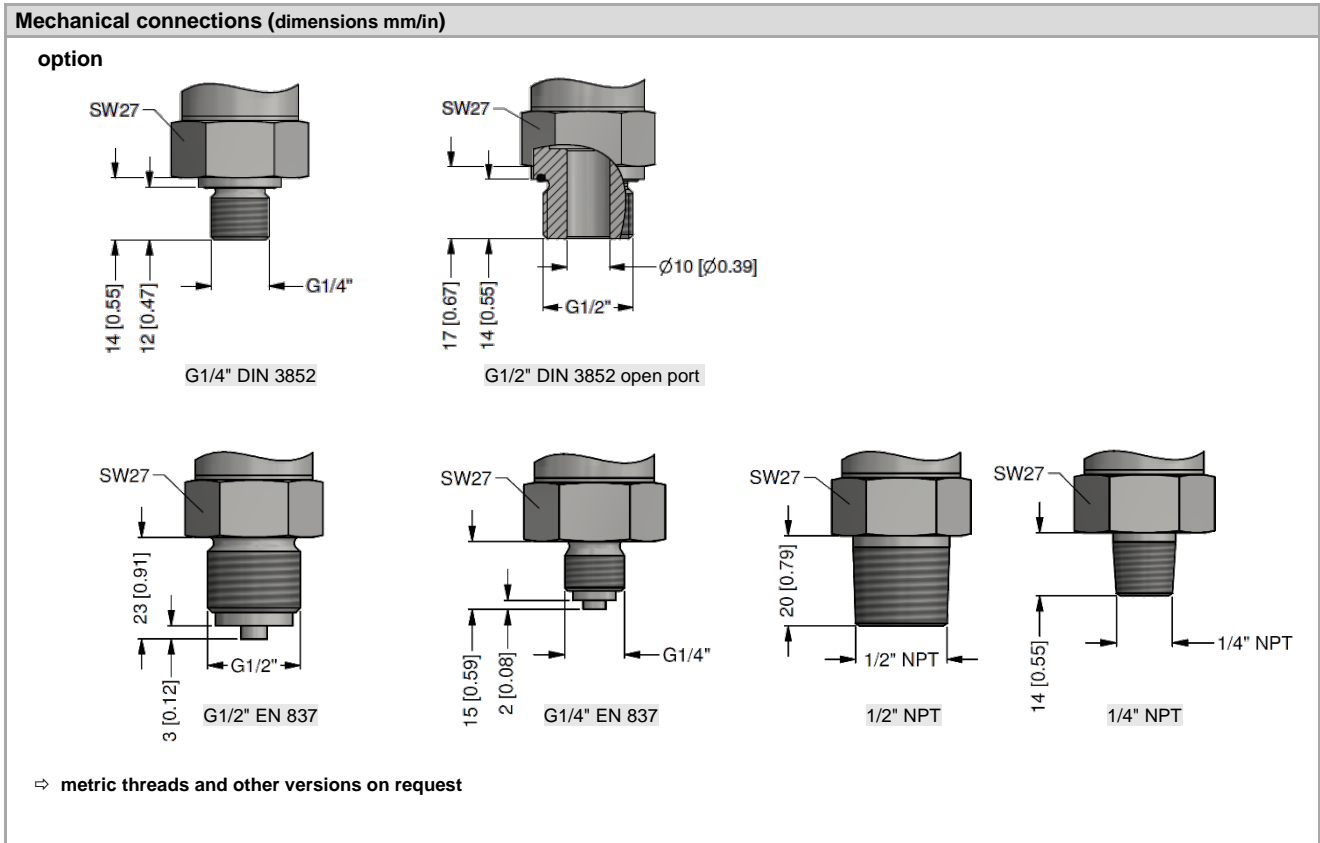 Mechanical connections (dimensions mm/in)
option
SW27
14 [0.55]
12 [0.47]
G1/4"
G1/4" DIN 3852
SW27
17 [0.67]
14 [0.55]
Ø10 [Ø0.39]
G1/2"
G1/2" DIN 3852 open port
SW27
23 [0.91]
3 [0.12]
G1/2"
G1/2" EN 837
SW27
15 [0.59]
2 [0.08]
G1/4"
G1/4" EN 837
SW27
20 [0.79]
1/2" NPT
1/2" NPT
SW27
14 [0.55]
1/4" NPT
1/4" NPT
⇨ metric threads and other versions on request